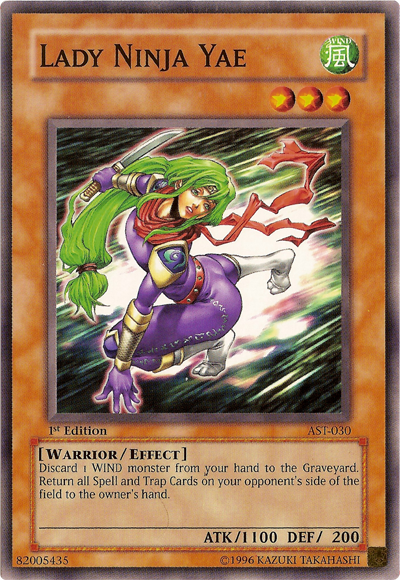 LADY NINJA YAE
WIND
風
1st Edition
AST-030
[WARRIOR/EFFECT]
Discard 1 WIND monster from your hand to the Graveyard.
Return all Spell and Trap Cards on your opponent's side of the
field to the owner's hand.
ATK/1100 DEF/ 200
82005435
©1996 KAZUKI TAKAHASHI